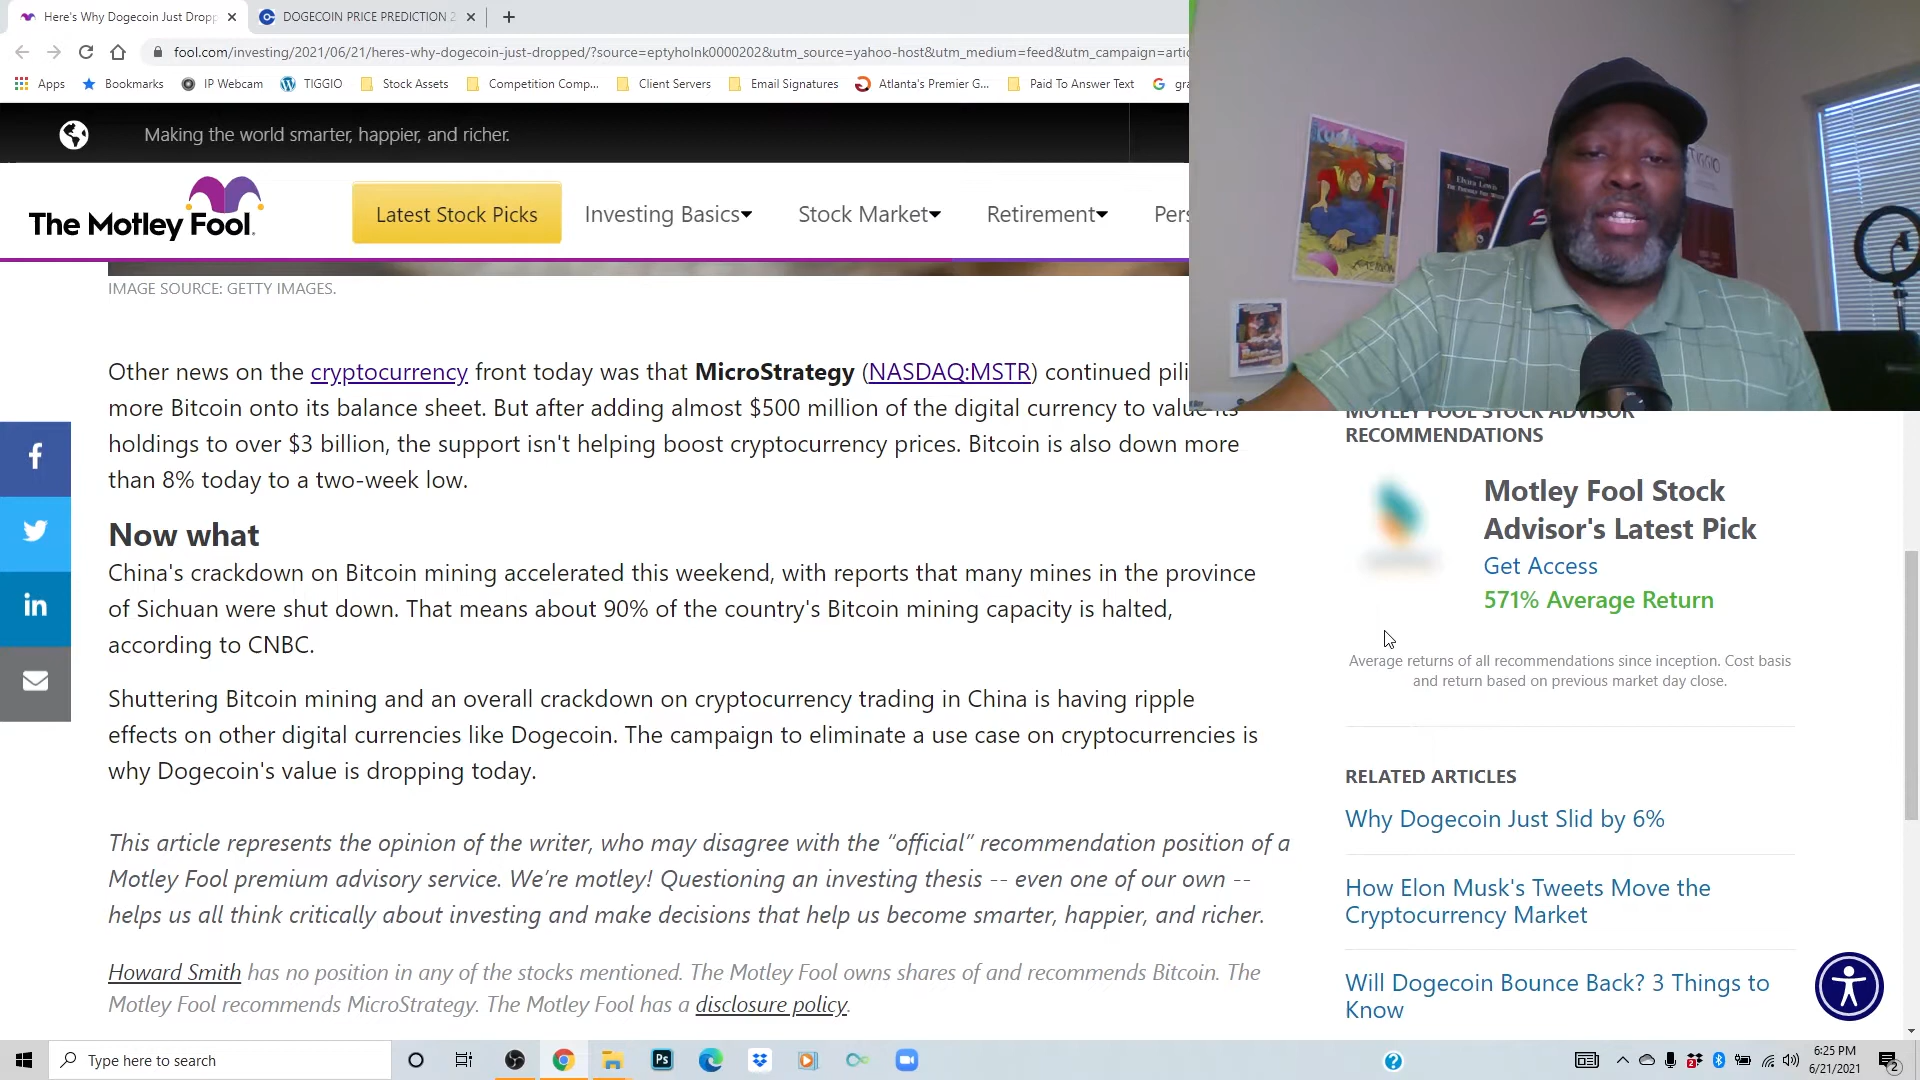 Here's Why Dogecoin Just Dropp
DOGECOIN PRICE PREDICTION 2
fool.com/investing/2021/06/21/heres-why-dogecoin-just-dropped/?source=eptyholnk0000202&utm_source=yahoo-host&utm_medium=feed&utm_campaign=artic
Apps
Bookmarks
IP Webcam
TIGGIO
Stock Assets
Competition Comp...
Client Servers
Email Signatures
Atlanta's Premier G...
Paid To Answer Text
gra
Making the world smarter, happier, and richer.
The Motley Fool.
Latest Stock Picks
Investing Basics
Stock Market
Retirement
Pers
Elvira Lewis
TIGGIO
IMAGE SOURCE: GETTY IMAGES.
Other news on the cryptocurrency front today was that MicroStrategy (NASDAQ:MSTR) continued pili
more Bitcoin onto its balance sheet. But after adding almost $500 million of the digital currency to value its
holdings to over $3 billion, the support isn't helping boost cryptocurrency prices. Bitcoin is also down more
than 8% today to a two-week low.
Now what
China's crackdown on Bitcoin mining accelerated this weekend, with reports that many mines in the province
of Sichuan were shut down. That means about 90% of the country's Bitcoin mining capacity is halted,
according to CNBC.
Shuttering Bitcoin mining and an overall crackdown on cryptocurrency trading in China is having ripple
effects on other digital currencies like Dogecoin. The campaign to eliminate a use case on cryptocurrencies is
why Dogecoin's value is dropping today.
This article represents the opinion of the writer, who may disagree with the “official” recommendation position of a
Motley Fool premium advisory service. We’re motley! Questioning an investing thesis -- even one of our own --
helps us all think critically about investing and make decisions that help us become smarter, happier, and richer.
Howard Smith has no position in any of the stocks mentioned. The Motley Fool owns shares of and recommends Bitcoin. The
Motley Fool recommends MicroStrategy. The Motley Fool has a disclosure policy.
MOTLEY FOOL STOCK ADVISOR
RECOMMENDATIONS
Motley Fool Stock
Advisor's Latest Pick
Get Access
571% Average Return
Average returns of all recommendations since inception. Cost basis
and return based on previous market day close.
RELATED ARTICLES
Why Dogecoin Just Slid by 6%
How Elon Musk's Tweets Move the
Cryptocurrency Market
Will Dogecoin Bounce Back? 3 Things to
Know
Type here to search
6:25 PM
6/21/2021
2